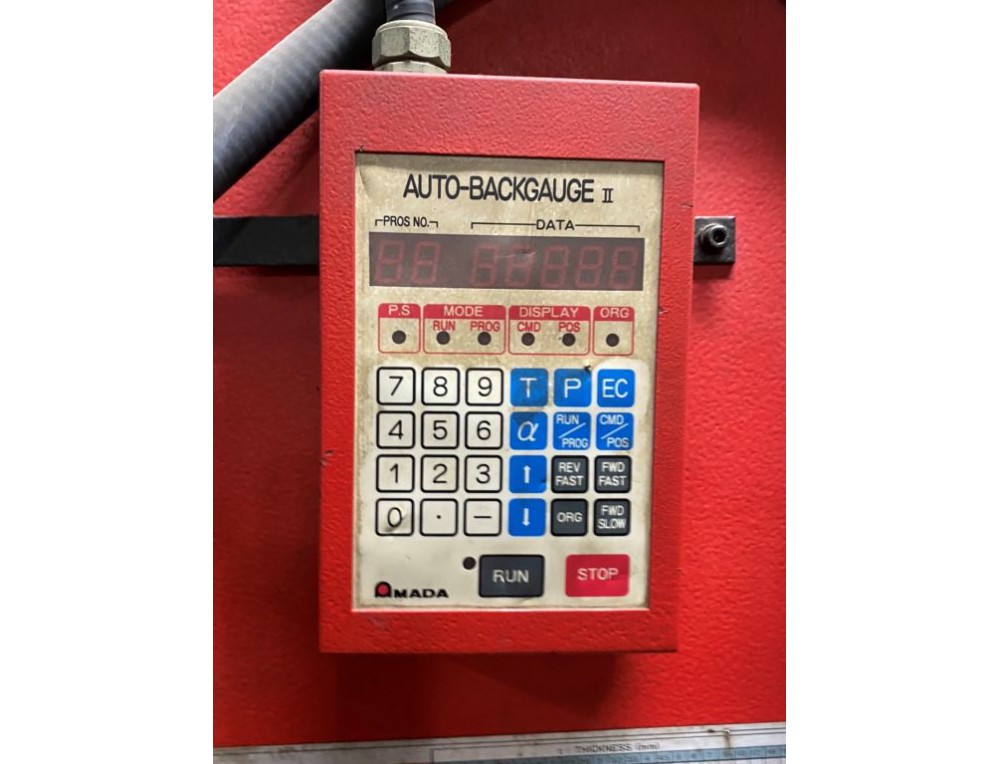 AUTO-BACKGAUGE II
PROS NO. DATA
P.S MODE DISPLAY ORG
RUN PROG CMD POS
7 8 9 T P EC
4 5 6 α RUN/PROG CMD/POS
1 2 3 ↑ REV FAST FWD FAST
0 . - ↓ ORG FWD SLOW
RUN STOP
AMADA
t: THICKNESS (mm)